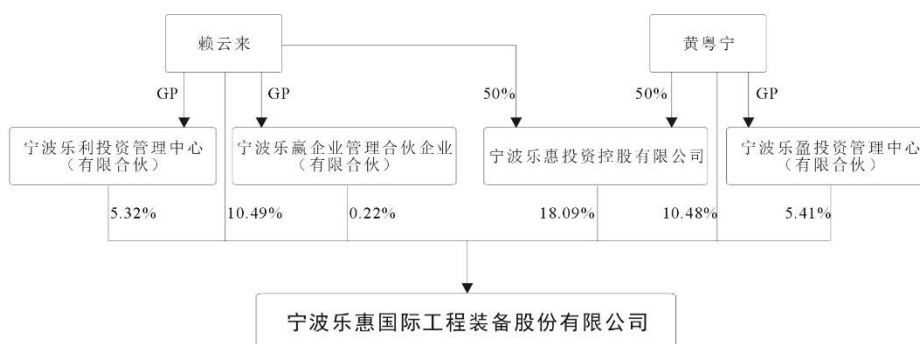 赖云来
黄粤宁
GP
GP
50%
50%
GP
宁波乐利投资管理中心
（有限合伙）
宁波乐赢企业管理合伙企业
（有限合伙）
宁波乐惠投资控股有限公司
宁波乐盈投资管理中心
（有限合伙）
5.32%
10.49%
0.22%
18.09%
10.48%
5.41%
宁波乐惠国际工程装备股份有限公司